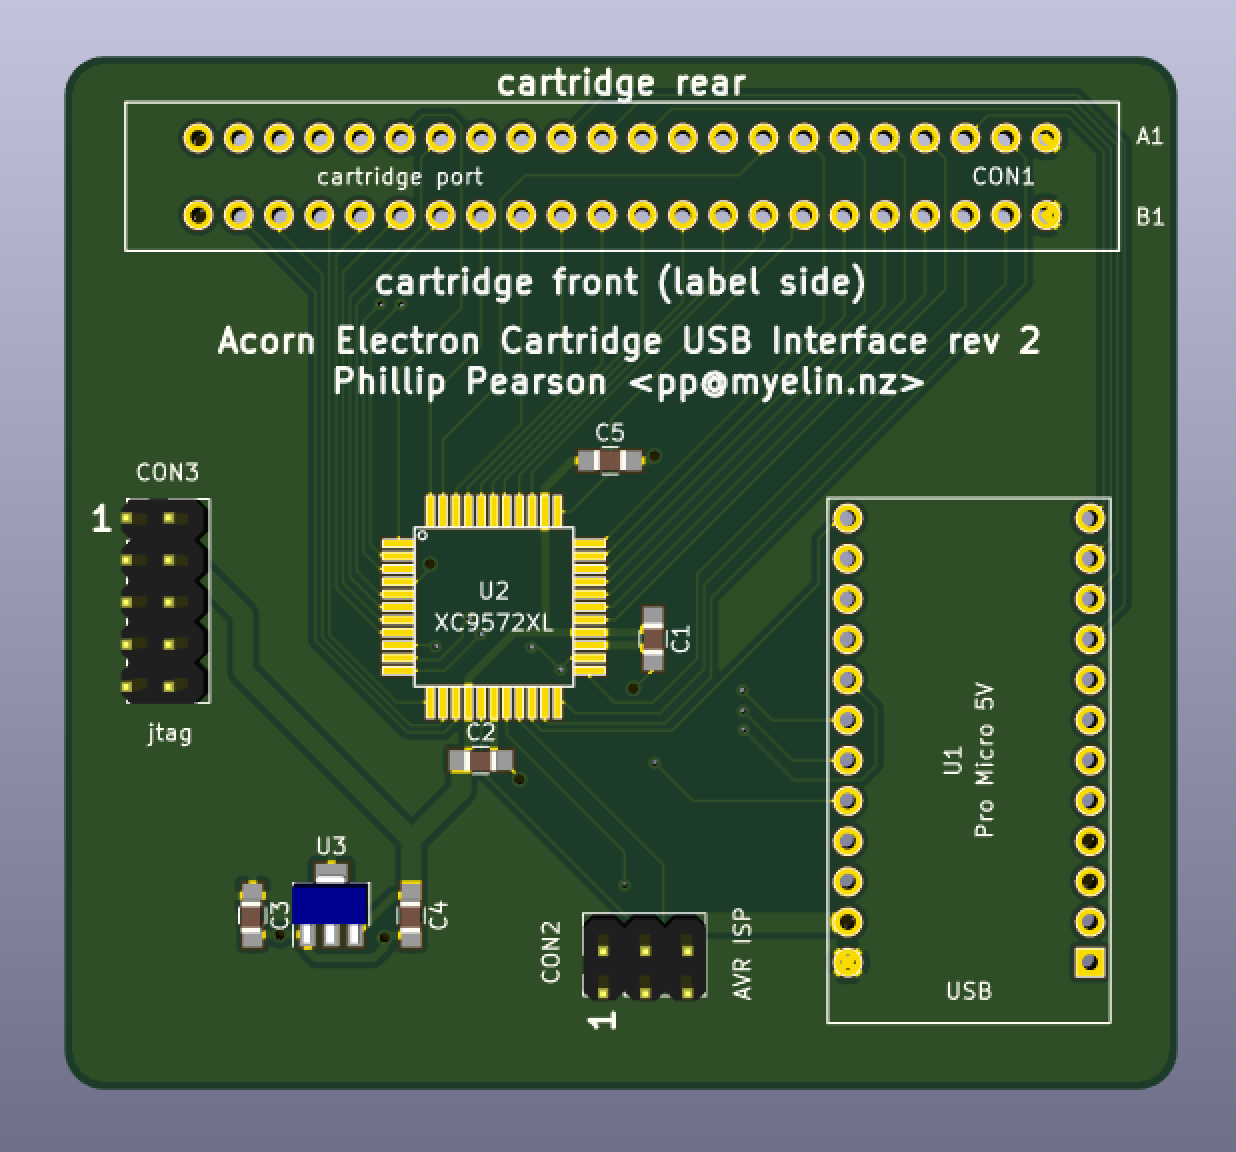 cartridge rear
A1
cartridge port
CON1
B1
cartridge front (label side)
Acorn Electron Cartridge USB Interface rev 2
Phillip Pearson <pp@myelin.nz>
C5
CON3
1
U2
XC9572XL
C1
jtag
C2
U1
Pro Micro 5V
U3
C3
C4
CON2
AVR ISP
USB
1